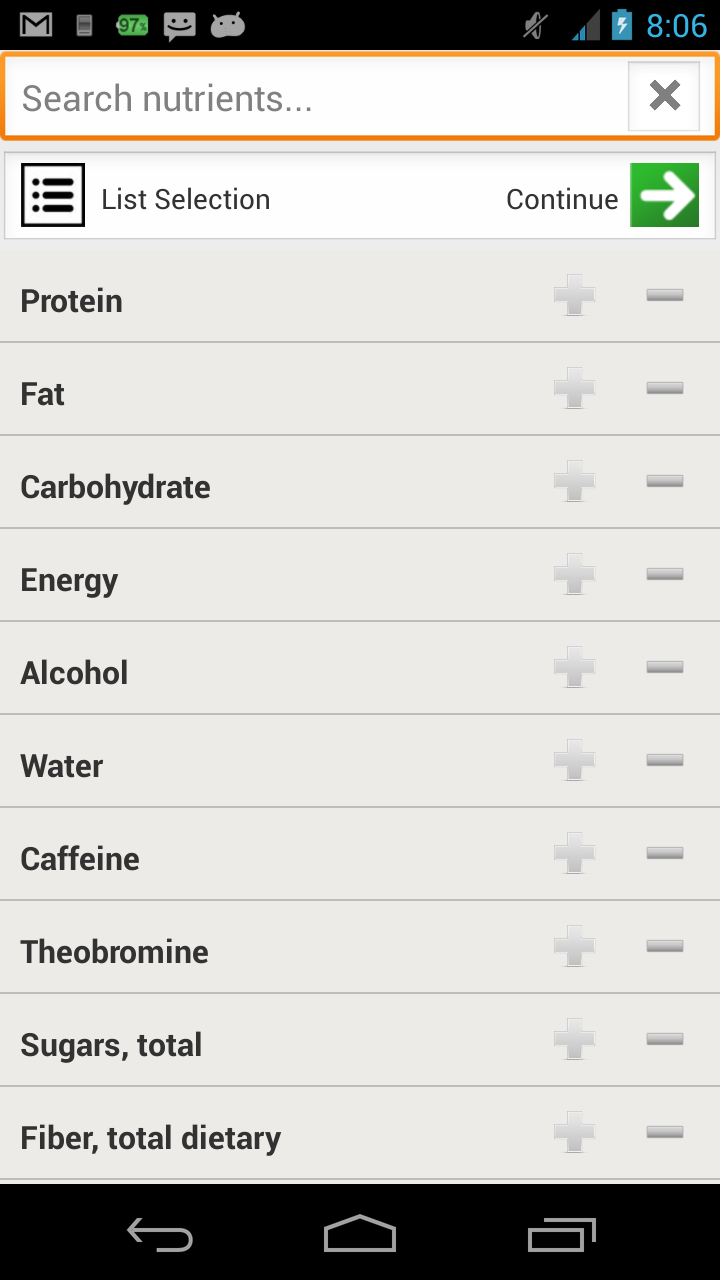 97%
8:06
Search nutrients...
List Selection
Continue
Protein
Fat
Carbohydrate
Energy
Alcohol
Water
Caffeine
Theobromine
Sugars, total
Fiber, total dietary